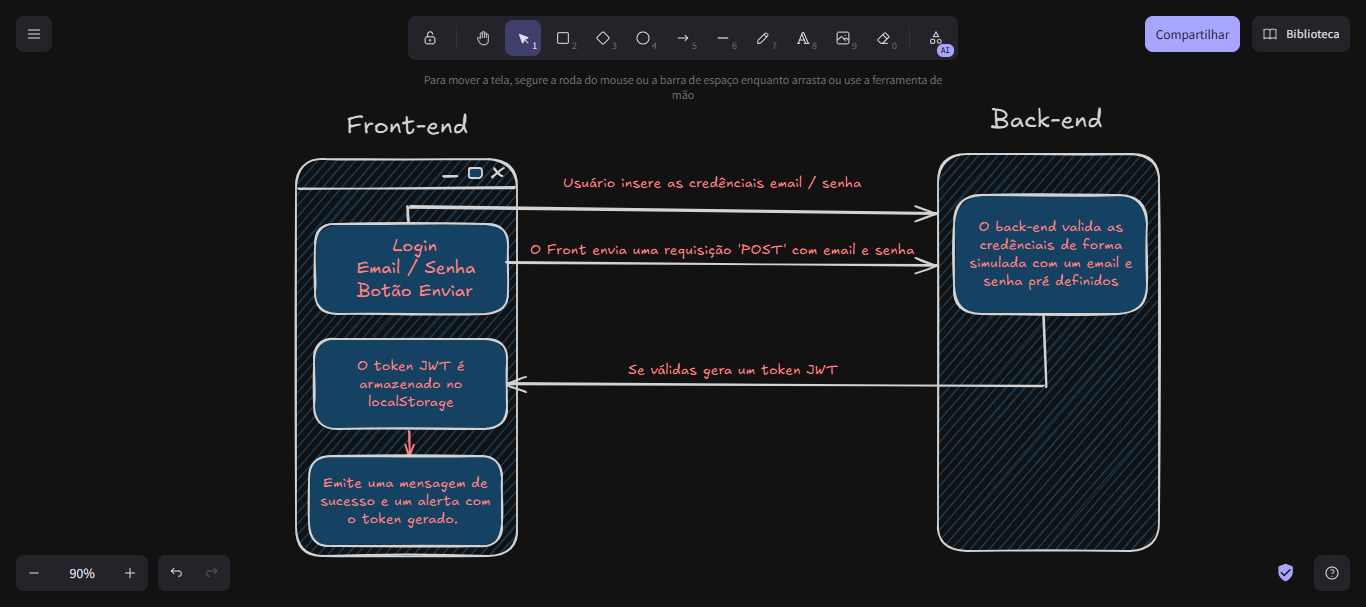 1
2
3
4
5
6
7
8
9
0
AI
Compartilhar
Biblioteca
Para mover a tela, segure a roda do mouse ou a barra de espaço enquanto arrasta ou use a ferramenta de
mão
Front-end
Back-end
Usuário insere as credênciais email / senha
O Front envia uma requisição 'POST' com email e senha
Login
Email / Senha
Botão Enviar
O back-end valida as
credênciais de forma
simulada com um email e
senha pré definidos
Se válidas gera um token JWT
O token JWT é
armazenado no
localStorage
Emite uma mensagem de
sucesso e um alerta com
o token gerado.
90%